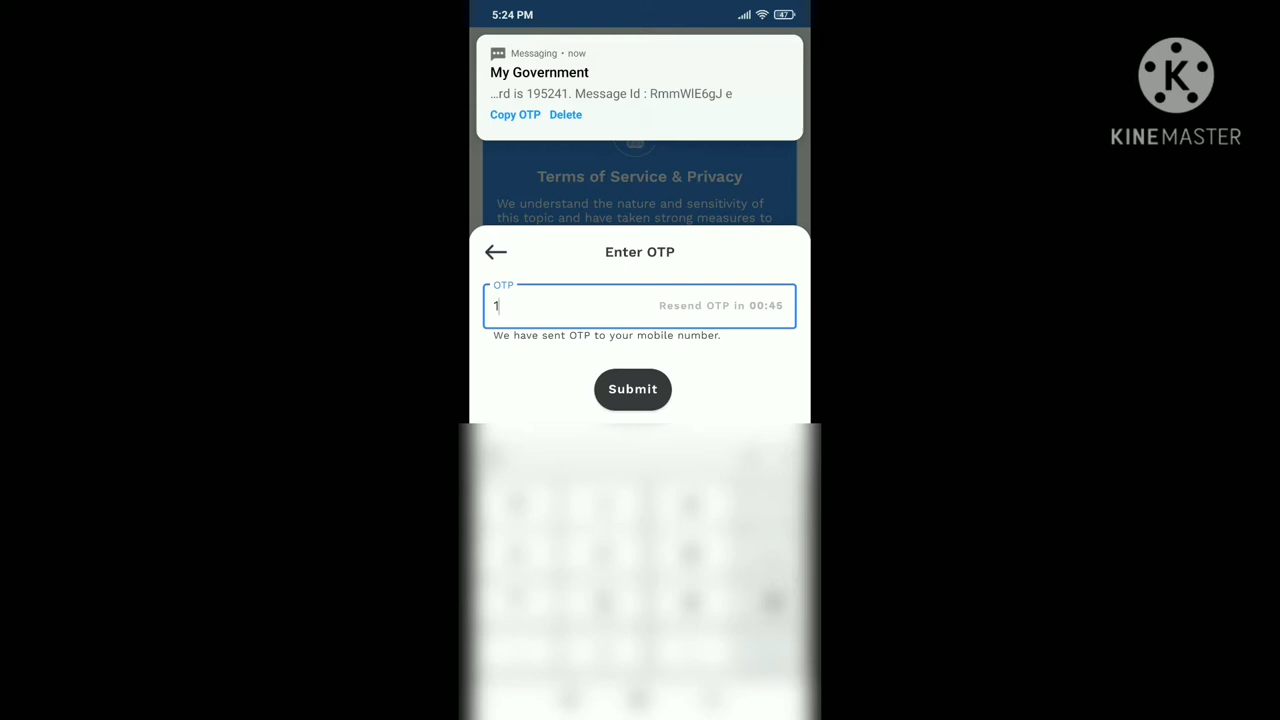 5:24 PM
47
Messaging • now
My Government
...rd is 195241. Message Id : RmmWlE6gJ e
Copy OTP Delete
Terms of Service & Privacy
We understand the nature and sensitivity of
this topic and have taken strong measures to
Enter OTP
OTP
1
Resend OTP in 00:45
We have sent OTP to your mobile number.
Submit
K
KINEMASTER